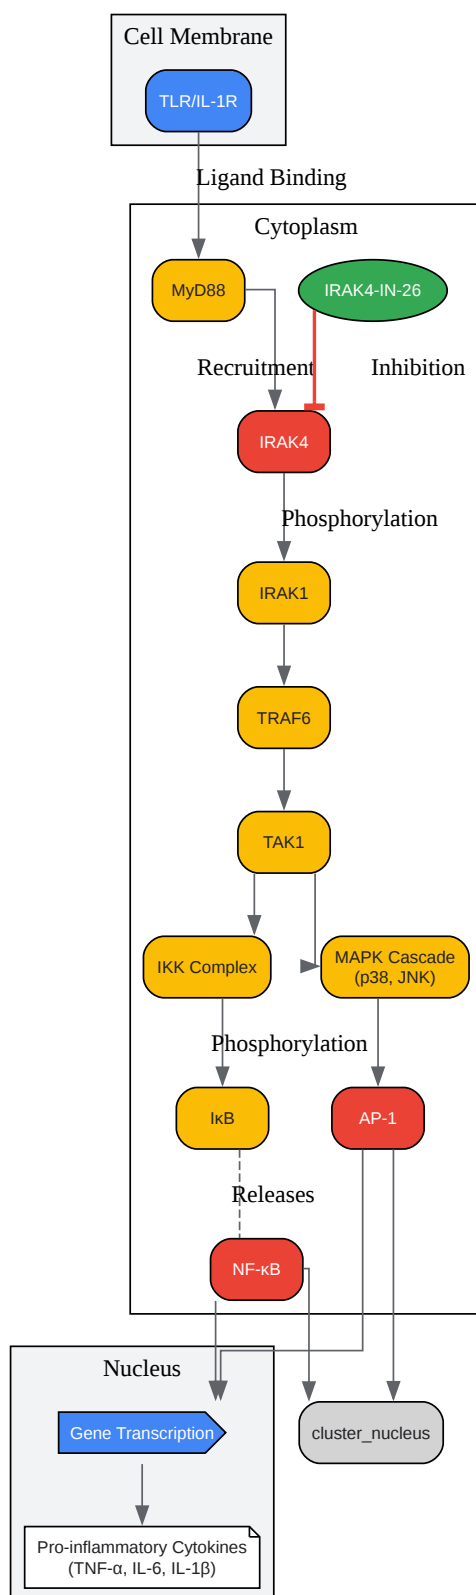 Cell Membrane
TLR/IL-1R
Ligand Binding
Cytoplasm
MyD88
IRAK4-IN-26
Recruitment
Inhibition
IRAK4
Phosphorylation
IRAK1
TRAF6
TAK1
IKK Complex
MAPK Cascade
(p38, JNK)
Phosphorylation
IκB
AP-1
Releases
NF-κB
Nucleus
Gene Transcription
cluster_nucleus
Pro-inflammatory Cytokines
(TNF-α, IL-6, IL-1β)